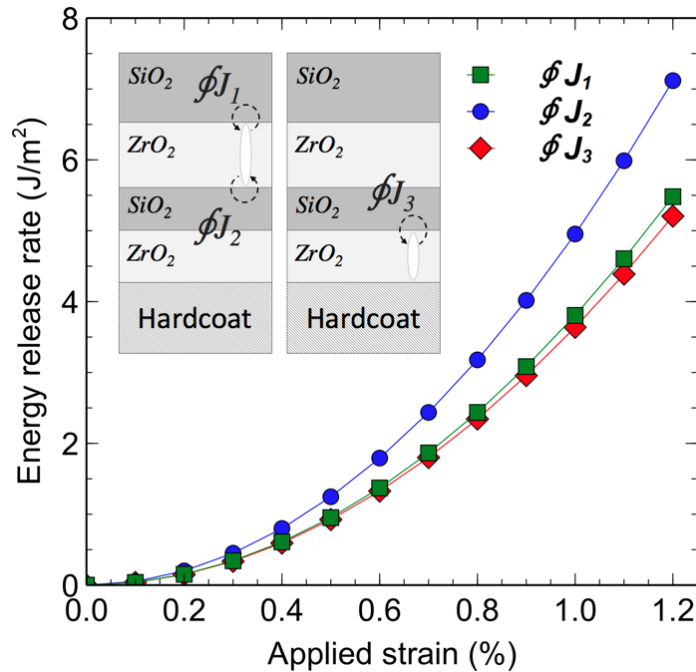 8
6
4
2
0
Energy release rate (J/m²)
SiO₂
∮J₁
ZrO₂
SiO₂
∮J₂
ZrO₂
Hardcoat
SiO₂
ZrO₂
SiO₂
∮J₃
ZrO₂
Hardcoat
∮J₁
∮J₂
∮J₃
0.0 0.2 0.4 0.6 0.8 1.0 1.2
Applied strain (%)